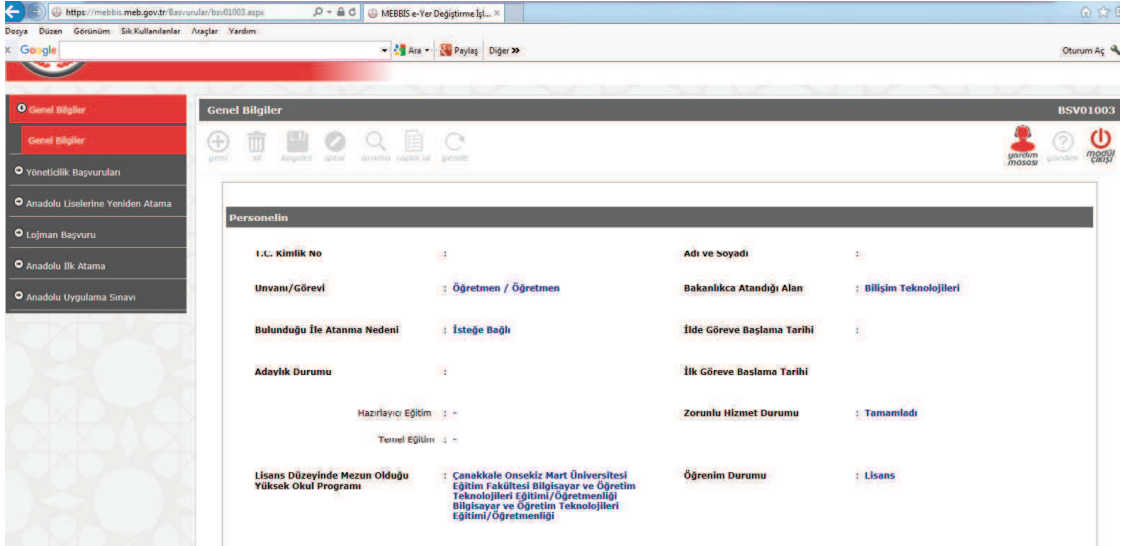 https://mebbis.meb.gov.tr/Basvurular/bsv01003.aspx
MEBBİS e-Yer Değiştirme İşl...
Dosya Düzen Görünüm Sık Kullanılanlar Araçlar Yardım
x Google Ara Paylaş Diğer » Oturum Aç
Genel Bilgiler
Genel Bilgiler
Yöneticilik Başvuruları
Anadolu Liselerine Yeniden Atama
Lojman Başvuru
Anadolu İlk Atama
Anadolu Uygulama Sınavı
Genel Bilgiler BSV01003
yeni sil kaydet iptal arama raporal yenile yardım masası yardım modül çıkışı
Personelin
T.C. Kimlik No : Adı ve Soyadı :
Unvanı/Görevi : Öğretmen / Öğretmen Bakanlıkca Atandığı Alan : Bilişim Teknolojileri
Bulunduğu İle Atanma Nedeni : İsteğe Bağlı İlde Göreve Başlama Tarihi :
Adaylık Durumu : İlk Göreve Başlama Tarihi
Hazırlayıcı Eğitim : - Zorunlu Hizmet Durumu : Tamamladı
Temel Eğitim : -
Lisans Düzeyinde Mezun Olduğu : Çanakkale Onsekiz Mart Üniversitesi Öğrenim Durumu : Lisans
Yüksek Okul Programı Eğitim Fakültesi Bilgisayar ve Öğretim
Teknolojileri Eğitimi/Öğretmenliği
Bilgisayar ve Öğretim Teknolojileri
Eğitimi/Öğretmenliği